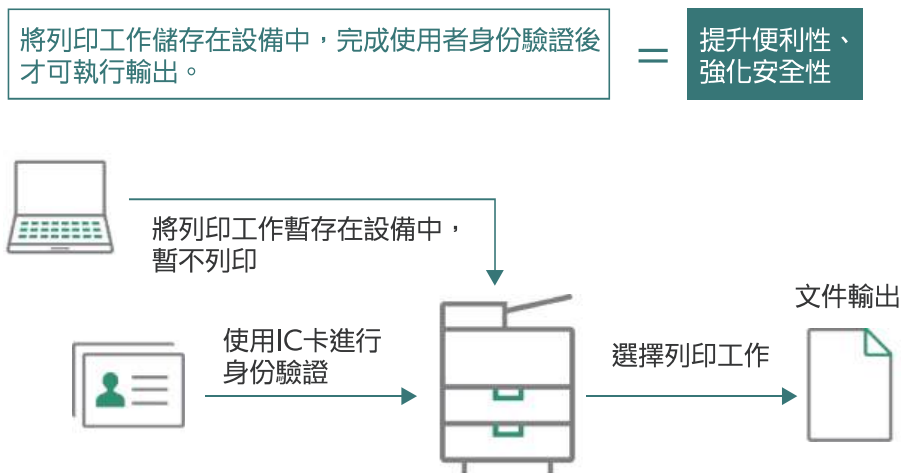 將列印工作儲存在設備中，完成使用者身份驗證後
才可執行輸出。
＝
提升便利性、
強化安全性
將列印工作暫存在設備中，
暫不列印
文件輸出
使用IC卡進行
身份驗證
選擇列印工作